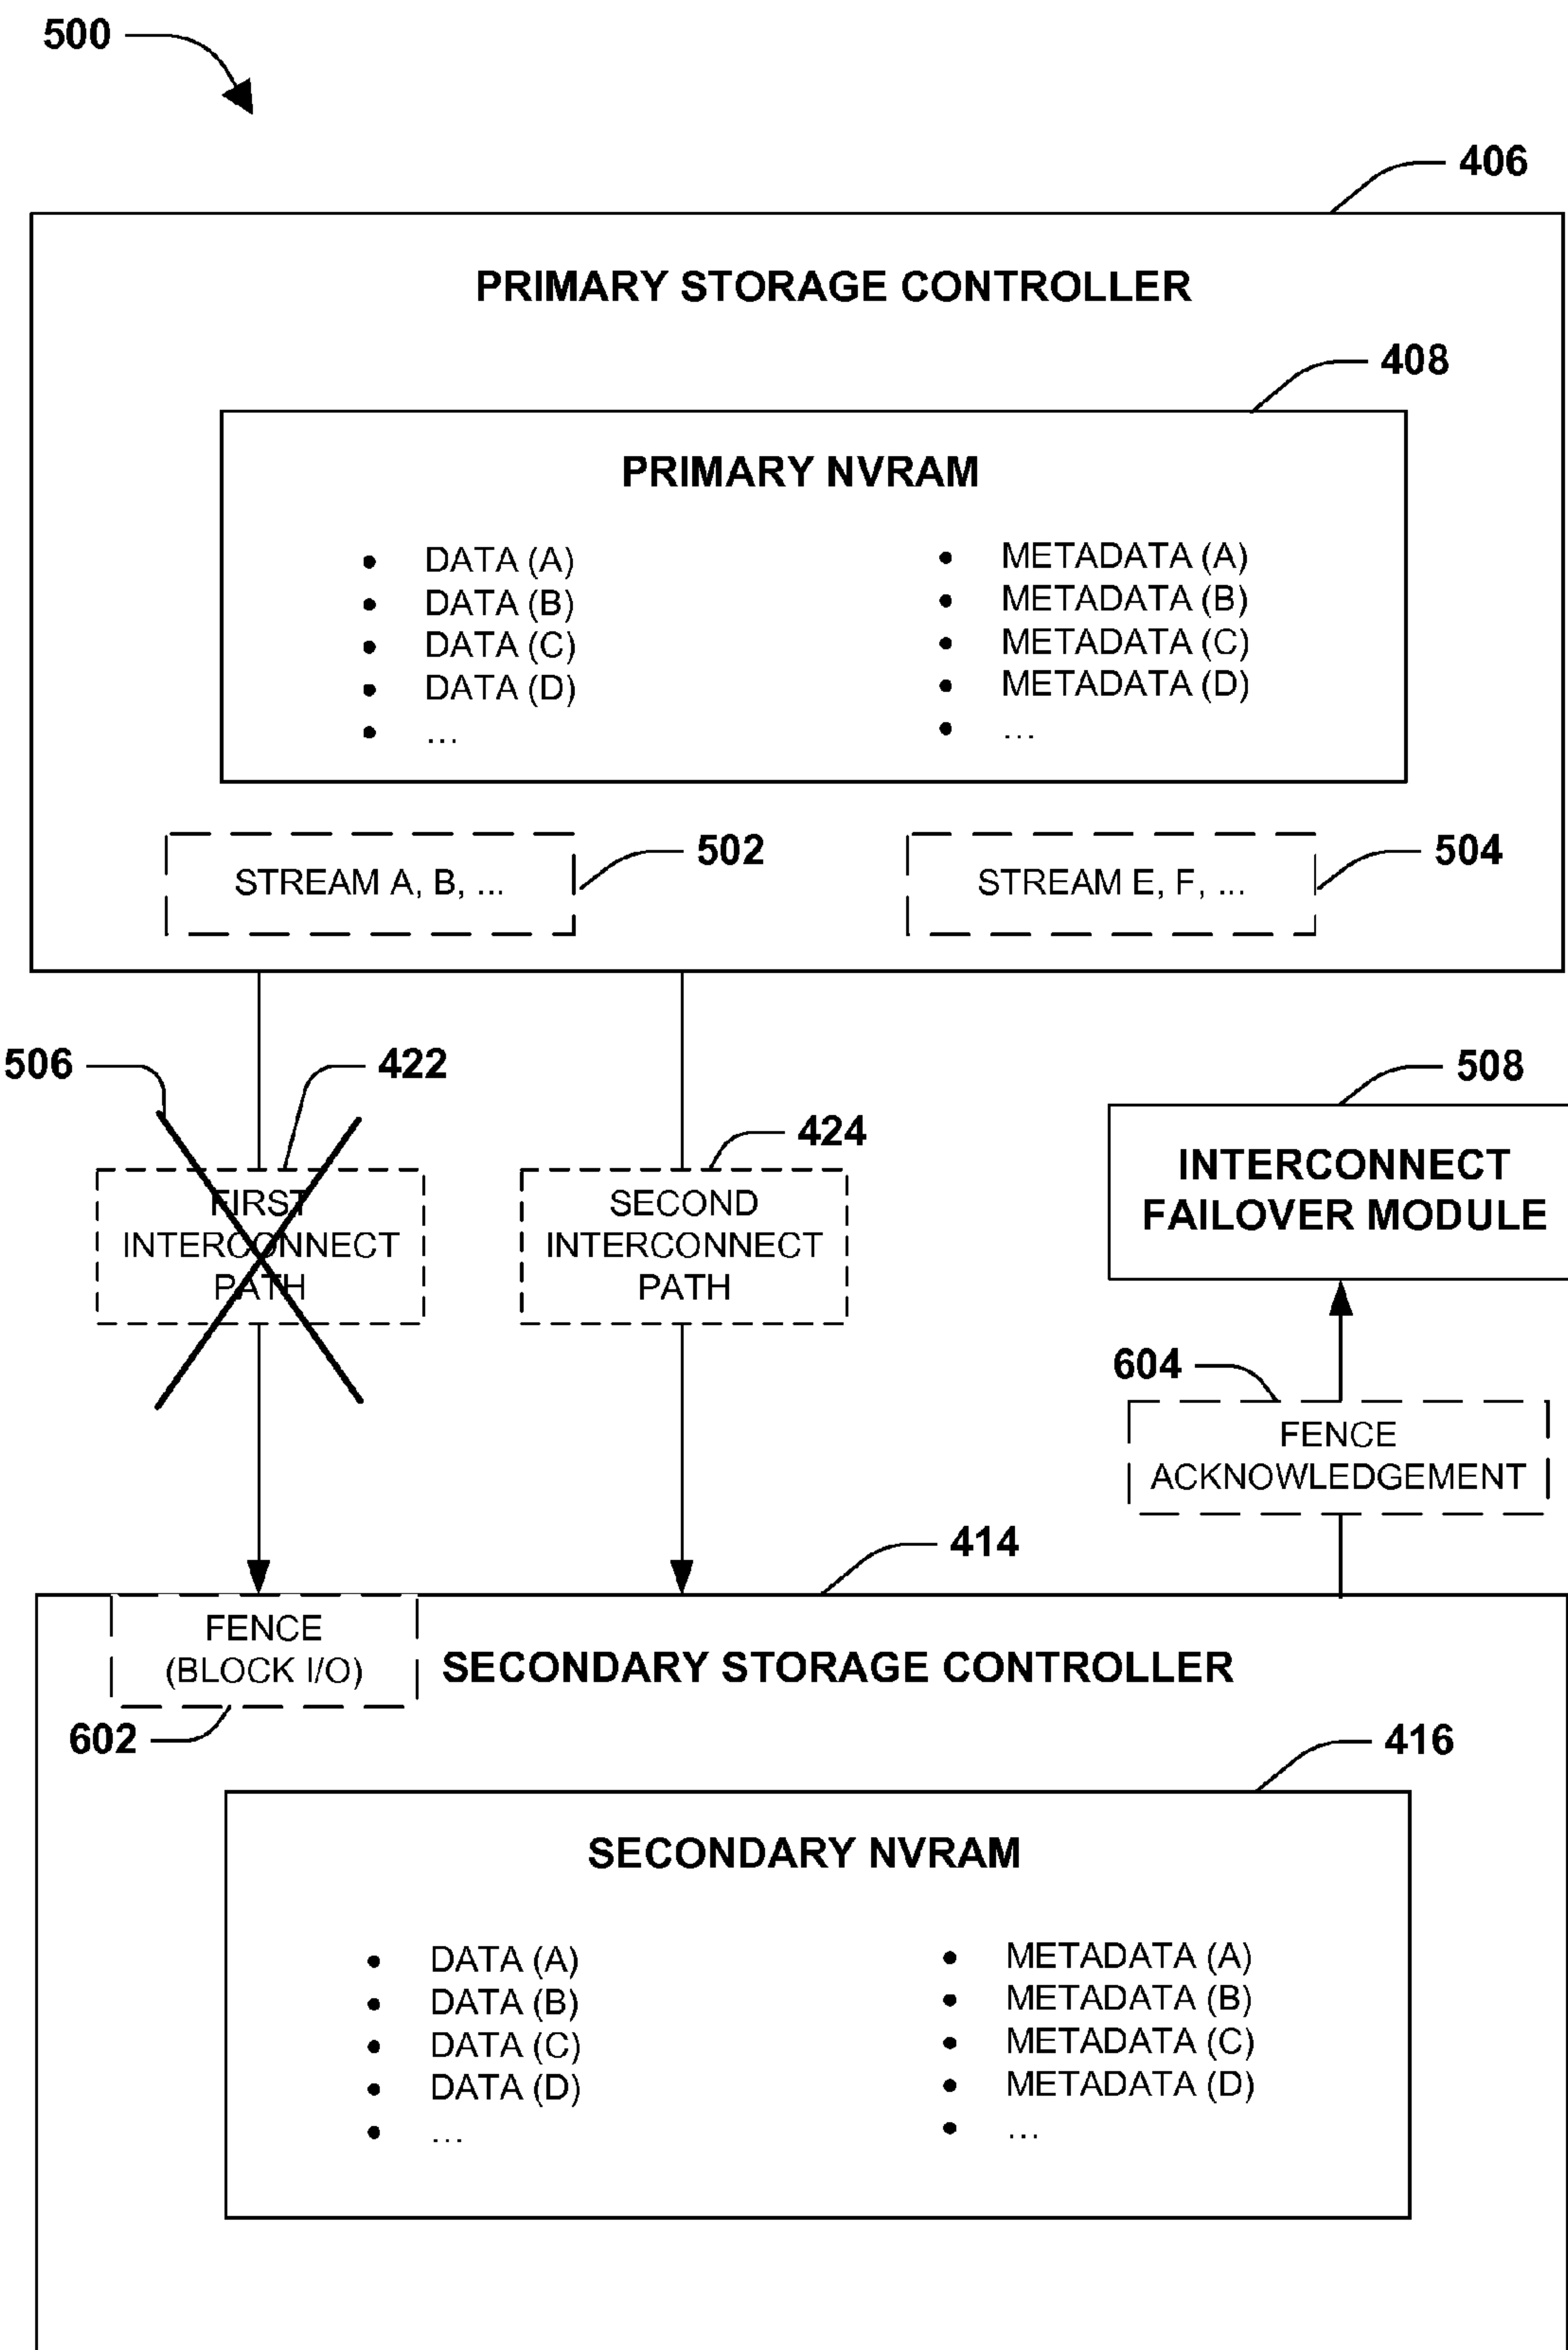 500
406
PRIMARY STORAGE CONTROLLER
408
PRIMARY NVRAM
• DATA (A)
• DATA (B)
• DATA (C)
• DATA (D)
• ...
• METADATA (A)
• METADATA (B)
• METADATA (C)
• METADATA (D)
• ...
STREAM A, B, ...
502
STREAM E, F, ...
504
506
422
FIRST
INTERCONNECT
PATH
424
SECOND
INTERCONNECT
PATH
508
INTERCONNECT
FAILOVER MODULE
604
FENCE
ACKNOWLEDGEMENT
414
FENCE
(BLOCK I/O)
602
SECONDARY STORAGE CONTROLLER
416
SECONDARY NVRAM
• DATA (A)
• DATA (B)
• DATA (C)
• DATA (D)
• ...
• METADATA (A)
• METADATA (B)
• METADATA (C)
• METADATA (D)
• ...